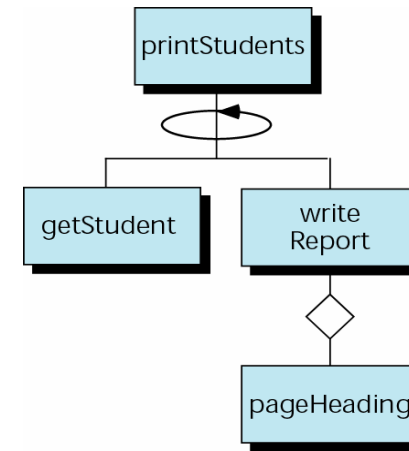 printStudents
getStudent
write
Report
pageHeading